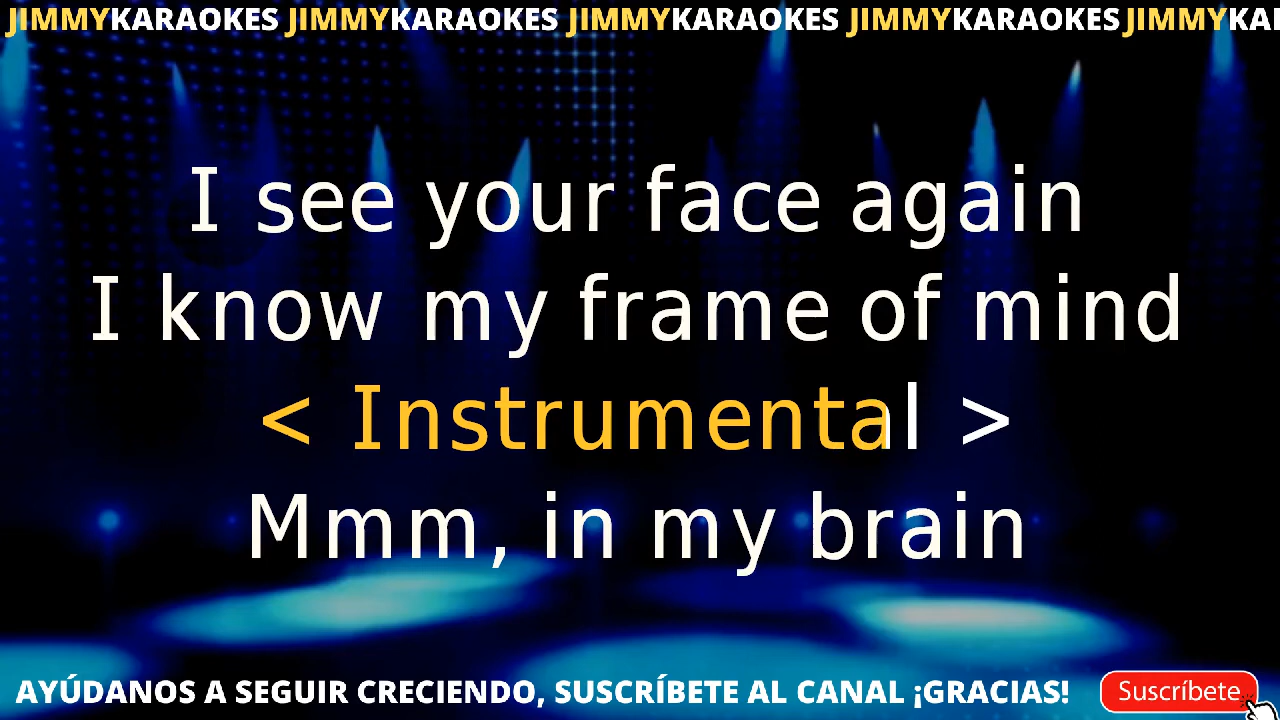 JIMMYKARAOKES JIMMYKARAOKES JIMMYKARAOKES JIMMYKARAOKES JIMMYKA
I see your face again
I know my frame of mind
< Instrumental >
Mmm, in my brain
AYÚDANOS A SEGUIR CRECIENDO, SUSCRÍBETE AL CANAL ¡GRACIAS!
Suscríbete